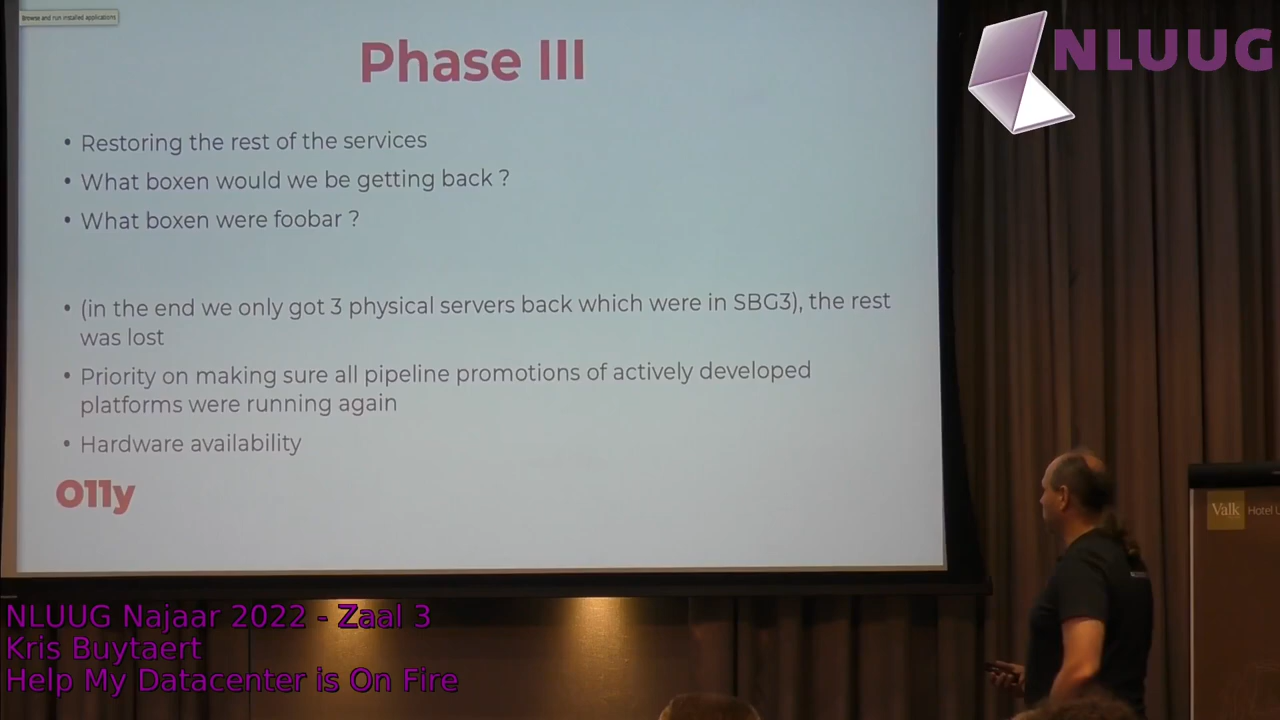 Browse and run installed applications
Phase III
• Restoring the rest of the services
• What boxen would we be getting back ?
• What boxen were foobar ?
• (in the end we only got 3 physical servers back which were in SBG3), the rest
was lost
• Priority on making sure all pipeline promotions of actively developed
platforms were running again
• Hardware availability
O11y
NLUUG
Valk Hotel
NLUUG Najaar 2022 - Zaal 3
Kris Buytaert
Help My Datacenter is On Fire